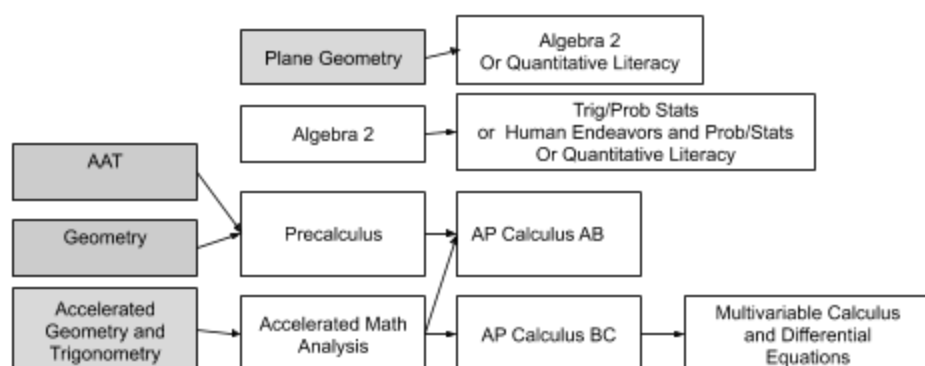 Plane Geometry
Algebra 2
Or Quantitative Literacy
Algebra 2
Trig/Prob Stats
or Human Endeavors and Prob/Stats
Or Quantitative Literacy
AAT
Geometry
Precalculus
AP Calculus AB
Accelerated
Geometry and
Trigonometry
Accelerated Math
Analysis
AP Calculus BC
Multivariable Calculus
and Differential
Equations